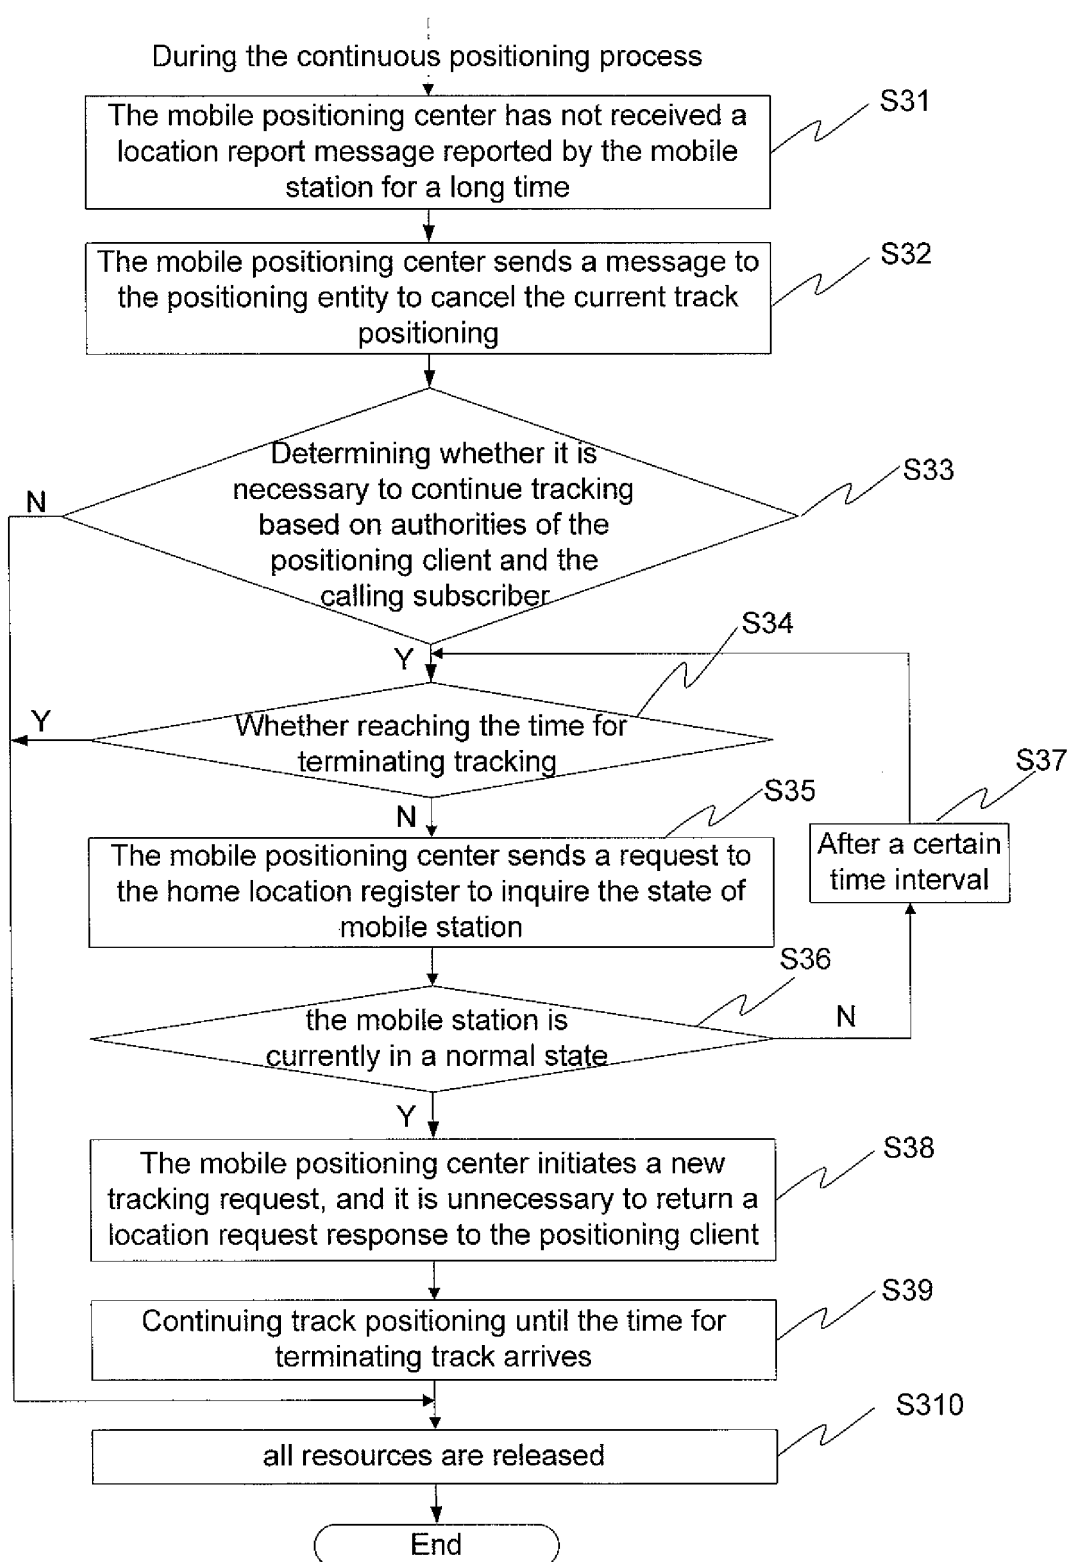 During the continuous positioning process
The mobile positioning center has not received a
location report message reported by the mobile
station for a long time
S31
The mobile positioning center sends a message to
the positioning entity to cancel the current track
positioning
S32
Determining whether it is
necessary to continue tracking
based on authorities of the
positioning client and the
calling subscriber
S33
N
Y
S34
Whether reaching the time for
terminating tracking
Y
N
S35
The mobile positioning center sends a request to
the home location register to inquire the state of
mobile station
S37
After a certain
time interval
S36
the mobile station is
currently in a normal state
N
Y
The mobile positioning center initiates a new
tracking request, and it is unnecessary to return a
location request response to the positioning client
S38
Continuing track positioning until the time for
terminating track arrives
S39
S310
all resources are released
End